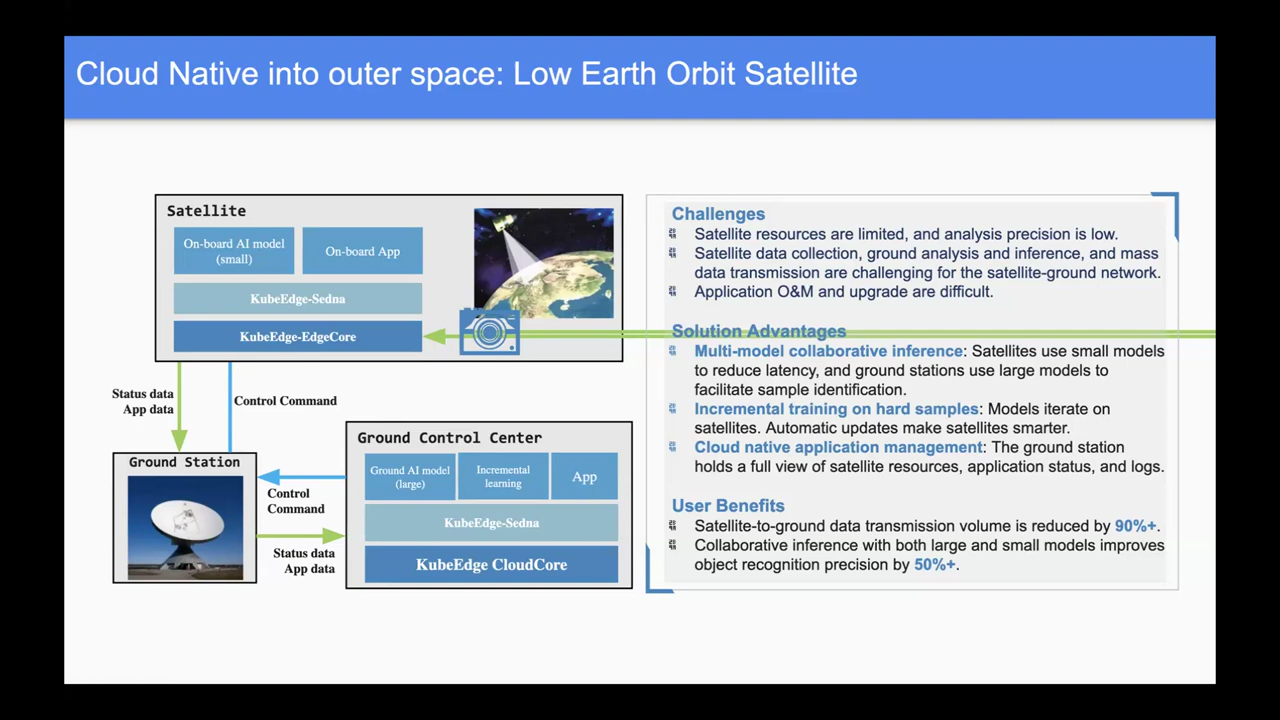 Cloud Native into outer space: Low Earth Orbit Satellite
Satellite
On-board AI model
(small)
On-board App
KubeEdge-Sedna
KubeEdge-EdgeCore
Status data
App data
Control Command
Ground Station
Control
Command
Status data
App data
Ground Control Center
Ground AI model
(large)
Incremental
learning
App
KubeEdge-Sedna
KubeEdge CloudCore
Challenges
Satellite resources are limited, and analysis precision is low.
Satellite data collection, ground analysis and inference, and mass
data transmission are challenging for the satellite-ground network.
Application O&M and upgrade are difficult.
Solution Advantages
Multi-model collaborative inference: Satellites use small models
to reduce latency, and ground stations use large models to
facilitate sample identification.
Incremental training on hard samples: Models iterate on
satellites. Automatic updates make satellites smarter.
Cloud native application management: The ground station
holds a full view of satellite resources, application status, and logs.
User Benefits
Satellite-to-ground data transmission volume is reduced by 90%+.
Collaborative inference with both large and small models improves
object recognition precision by 50%+.